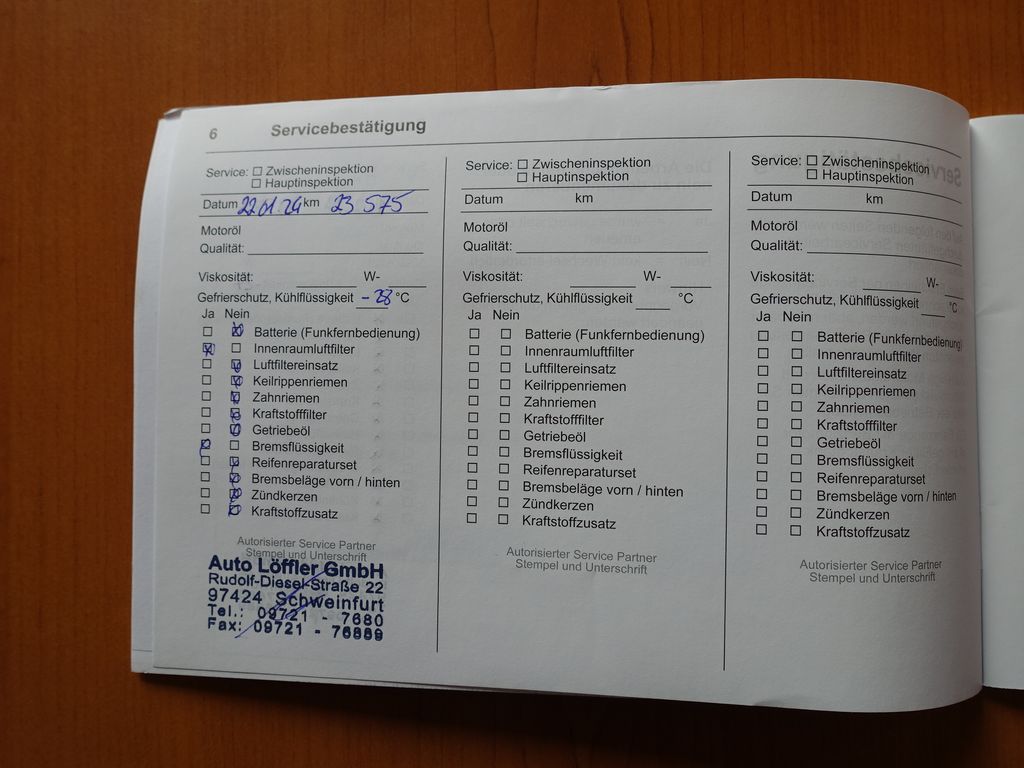 6 Servicebestätigung
Service: Zwischeninspektion
Hauptinspektion
Datum 22.01.24 km 23 575
Motoröl
Qualität:
Viskosität: W-
Gefrierschutz, Kühlflüssigkeit -28 °C
Ja Nein
Batterie (Funkfernbedienung)
Innenraumluftfilter
Luftfiltereinsatz
Keilrippenriemen
Zahnriemen
Kraftstofffilter
Getriebeöl
Bremsflüssigkeit
Reifenreparaturset
Bremsbeläge vorn / hinten
Zündkerzen
Kraftstoffzusatz
Autorisierter Service Partner
Stempel und Unterschrift
Auto Löffler GmbH
Rudolf-Diesel-Straße 22
97424 Schweinfurt
Tel.: 09721 - 7680
Fax: 09721 - 76889
Service: Zwischeninspektion
Hauptinspektion
Datum km
Motoröl
Qualität:
Viskosität: W-
Gefrierschutz, Kühlflüssigkeit °C
Ja Nein
Batterie (Funkfernbedienung)
Innenraumluftfilter
Luftfiltereinsatz
Keilrippenriemen
Zahnriemen
Kraftstofffilter
Getriebeöl
Bremsflüssigkeit
Reifenreparaturset
Bremsbeläge vorn / hinten
Zündkerzen
Kraftstoffzusatz
Autorisierter Service Partner
Stempel und Unterschrift
Service: Zwischeninspektion
Hauptinspektion
Datum km
Motoröl
Qualität:
Viskosität: W-
Gefrierschutz, Kühlflüssigkeit °C
Ja Nein
Batterie (Funkfernbedienung)
Innenraumluftfilter
Luftfiltereinsatz
Keilrippenriemen
Zahnriemen
Kraftstofffilter
Getriebeöl
Bremsflüssigkeit
Reifenreparaturset
Bremsbeläge vorn / hinten
Zündkerzen
Kraftstoffzusatz
Autorisierter Service Partner
Stempel und Unterschrift